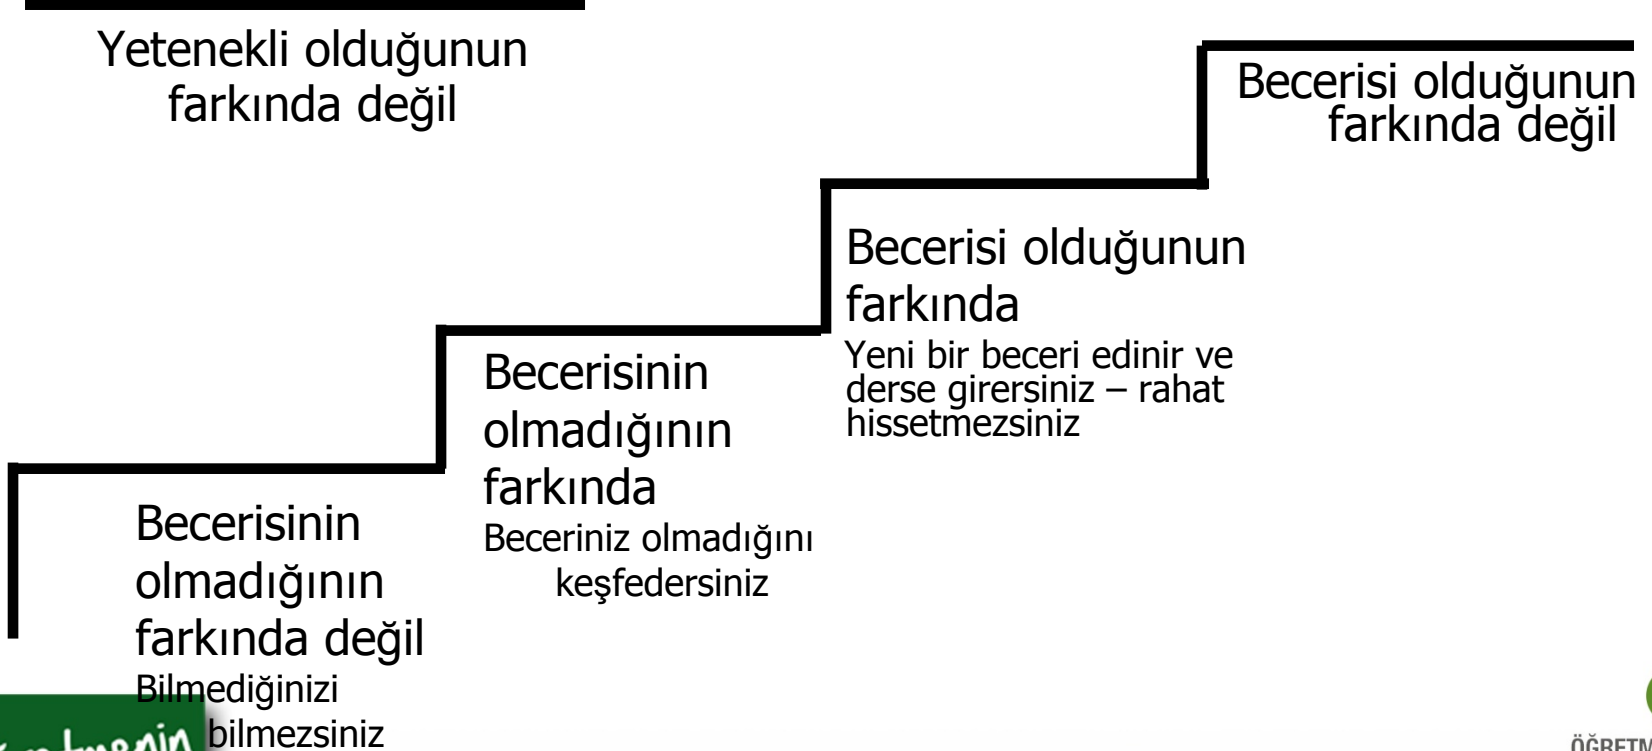 Yetenekli olduğunun
farkında değil
Becerisi olduğunun
farkında değil
Becerisi olduğunun
farkında
Yeni bir beceri edinir ve
derse girersiniz – rahat
hissetmezsiniz
Becerisinin
olmadığının
farkında
Beceriniz olmadığını
keşfedersiniz
Becerisinin
olmadığının
farkında değil
Bilmediğinizi
bilmezsiniz